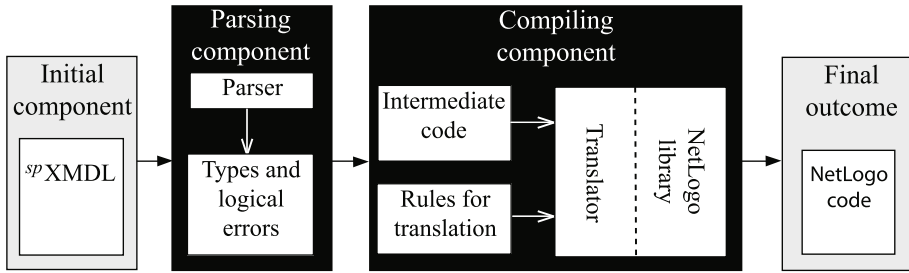 Initial
component
spXMDL
Parsing
component
Parser
Types and
logical
errors
Compiling
component
Intermediate
code
Rules for
translation
Translator
NetLogo
library
Final
outcome
NetLogo
code